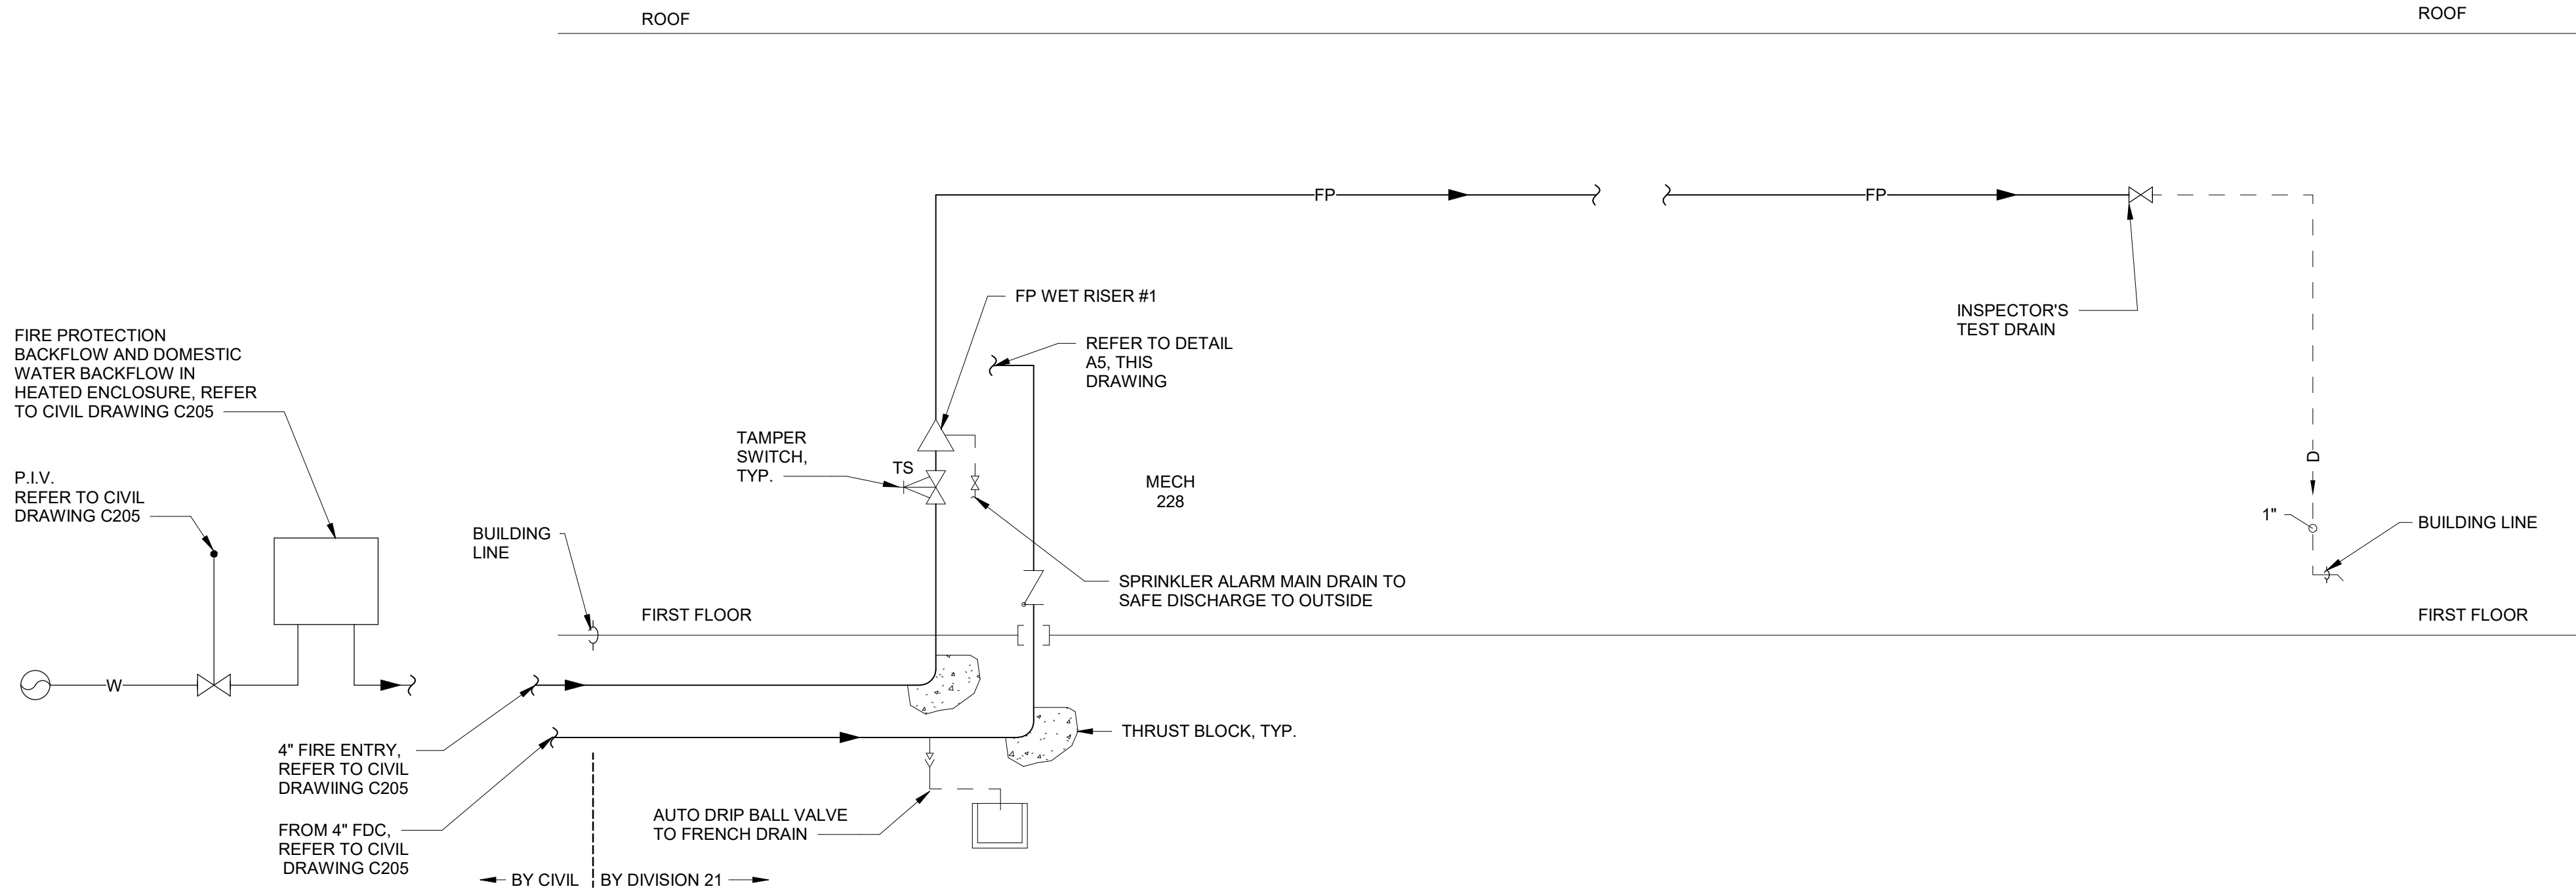 ROOF
ROOF
FP
FP
FP WET RISER #1
REFER TO DETAIL
A5, THIS
DRAWING
INSPECTOR'S
TEST DRAIN
FIRE PROTECTION
BACKFLOW AND DOMESTIC
WATER BACKFLOW IN
HEATED ENCLOSURE, REFER
TO CIVIL DRAWING C205
TAMPER
SWITCH,
TYP.
TS
D
P.I.V.
REFER TO CIVIL
DRAWING C205
MECH
228
1"
BUILDING LINE
BUILDING
LINE
SPRINKLER ALARM MAIN DRAIN TO
SAFE DISCHARGE TO OUTSIDE
FIRST FLOOR
FIRST FLOOR
W
4" FIRE ENTRY,
REFER TO CIVIL
DRAWIING C205
THRUST BLOCK, TYP.
FROM 4" FDC,
REFER TO CIVIL
DRAWING C205
AUTO DRIP BALL VALVE
TO FRENCH DRAIN
BY CIVIL
BY DIVISION 21